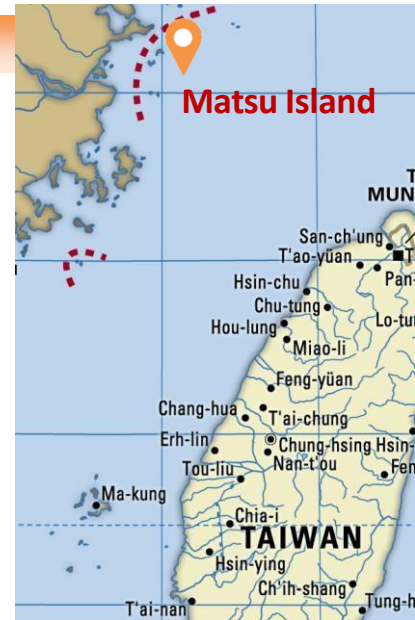 Matsu Island
T
MUN
San-ch'ung
T'ao-yüan
T
Pan-
Hsin-chu
Chu-tung
Hou-lung
Miao-li
Feng-yüan
Chang-hua
T'ai-chung
Erh-lin
Chung-hsing Hsin-
Nan-t'ou
Fen
Tou-liu
Ma-kung
Chia-i
TAIWAN
Hsin-ying
Ch'ih-shang
T'ai-nan
Tung-h